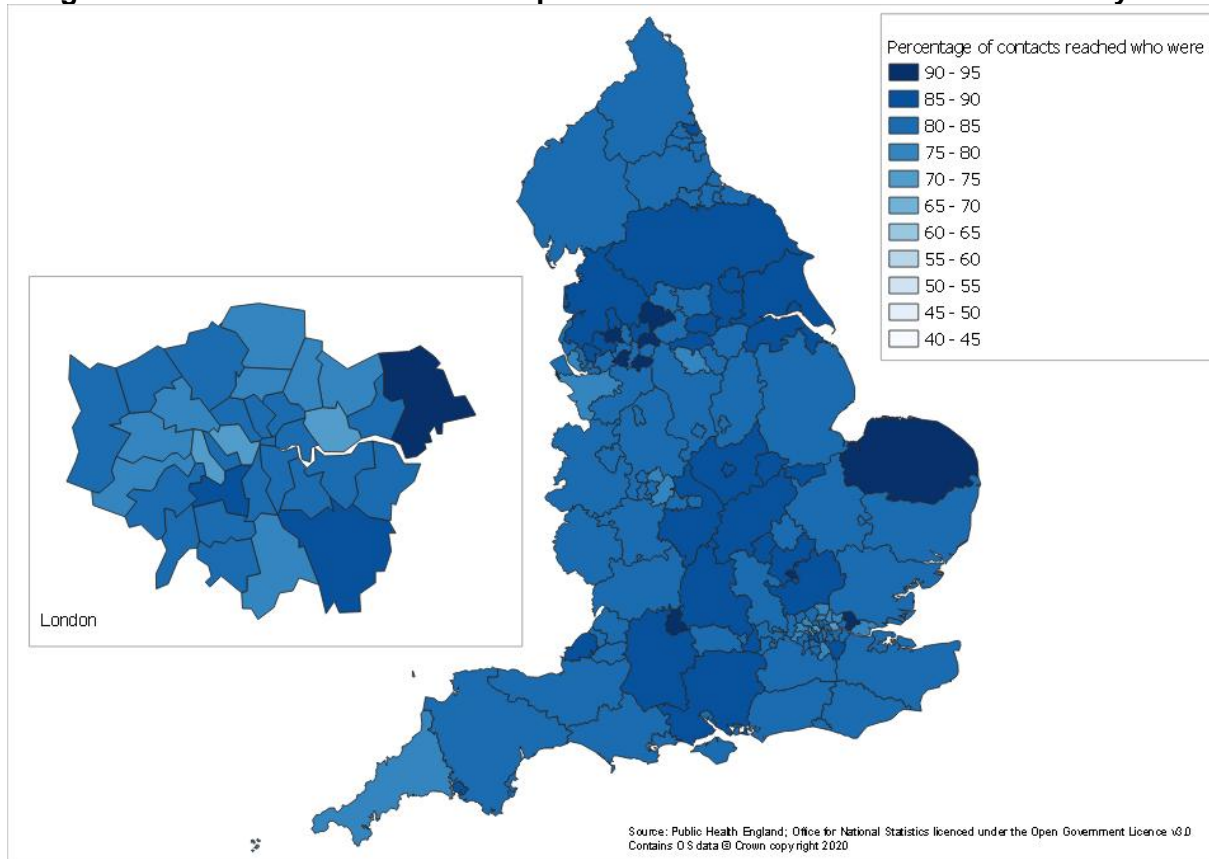 Percentage of contacts reached who were
90 - 95
85 - 90
80 - 85
75 - 80
70 - 75
65 - 70
60 - 65
55 - 60
50 - 55
45 - 50
40 - 45
London
Source: Public Health England; Office for National Statistics licenced under the Open Government Licence v3.0
Contains OS data © Crown copyright 2020